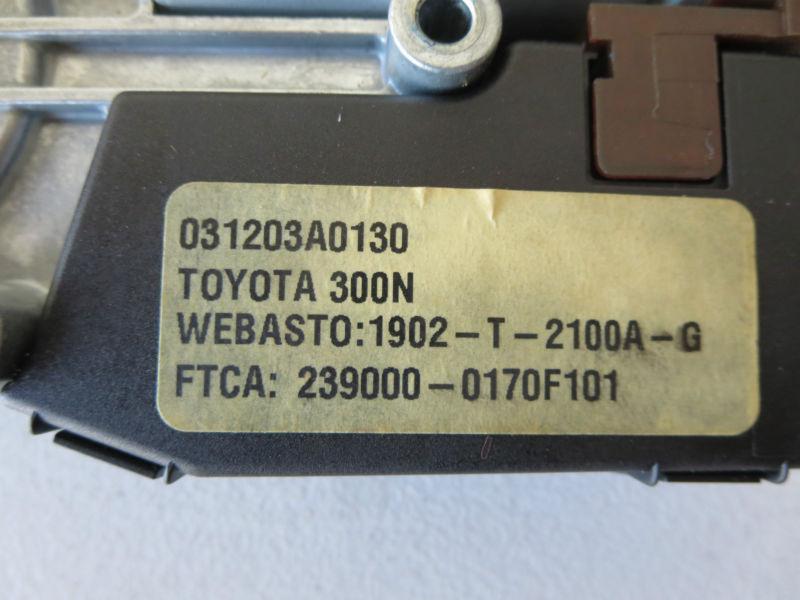 031203A0130
TOYOTA 300N
WEBASTO:1902-T-2100A-G
FTCA: 239000-0170F101